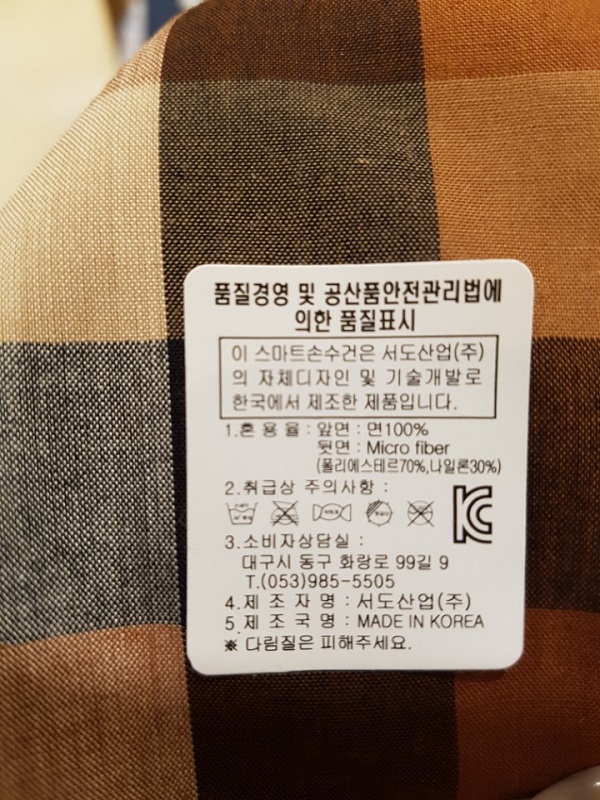 품질경영 및 공산품안전관리법에
의한 품질표시
이 스마트손수건은 서도산업(주)
의 자체디자인 및 기술개발로
한국에서 제조한 제품입니다.
1.혼 용 율 : 앞면 : 면100%
뒷면 : Micro fiber
(폴리에스테르70%,나일론30%)
2.취급상 주의사항 :
3.소비자상담실 :
대구시 동구 화랑로 99길 9
T.(053)985-5505
4.제 조 자 명 : 서도산업(주)
5.제 조 국 명 : MADE IN KOREA
※ 다림질은 피해주세요.